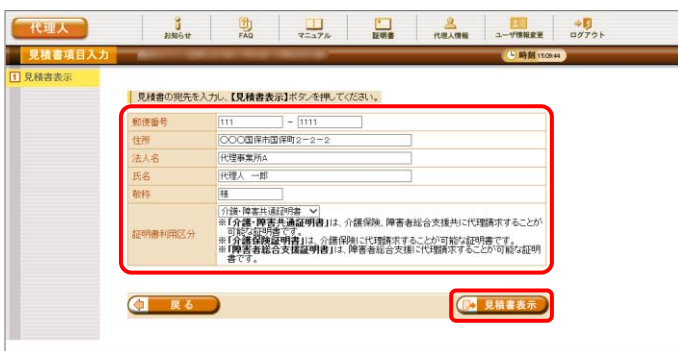 代理人
お知らせ
FAQ
マニュアル
証明書
代理人情報
ユーザ情報変更
ログアウト
見積書項目入力
時刻 15:09:44
1 見積書表示
見積書の宛先を入力し、【見積書表示】ボタンを押してください。
郵便番号 111 － 1111
住所 〇〇〇国保市国保町2－2－2
法人名 代理事業所A
氏名 代理人 一郎
敬称 様
証明書利用区分 介護・障害共通証明書
※「介護・障害共通証明書」は、介護保険、障害者総合支援共に代理請求することが
可能な証明書です。
※「介護保険証明書」は、介護保険に代理請求することが可能な証明書です。
※「障害者総合支援証明書」は、障害者総合支援に代理請求することが可能な証明
書です。
戻る
見積書表示